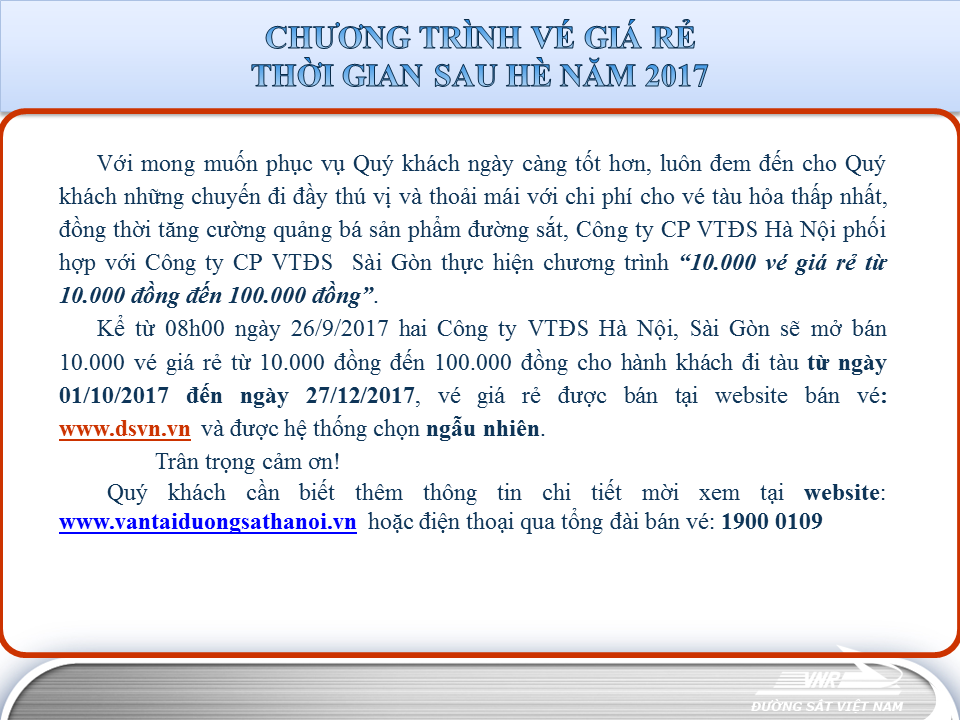 CHƯƠNG TRÌNH VÉ GIÁ RẺ
THỜI GIAN SAU HÈ NĂM 2017
Với mong muốn phục vụ Quý khách ngày càng tốt hơn, luôn đem đến cho Quý
khách những chuyến đi đầy thú vị và thoải mái với chi phí cho vé tàu hỏa thấp nhất,
đồng thời tăng cường quảng bá sản phẩm đường sắt, Công ty CP VTĐS Hà Nội phối
hợp với Công ty CP VTĐS Sài Gòn thực hiện chương trình “10.000 vé giá rẻ từ
10.000 đồng đến 100.000 đồng”.
Kể từ 08h00 ngày 26/9/2017 hai Công ty VTĐS Hà Nội, Sài Gòn sẽ mở bán
10.000 vé giá rẻ từ 10.000 đồng đến 100.000 đồng cho hành khách đi tàu từ ngày
01/10/2017 đến ngày 27/12/2017, vé giá rẻ được bán tại website bán vé:
www.dsvn.vn và được hệ thống chọn ngẫu nhiên.
Trân trọng cảm ơn!
Quý khách cần biết thêm thông tin chi tiết mời xem tại website:
www.vantaiduongsathanoi.vn hoặc điện thoại qua tổng đài bán vé: 1900 0109
VNR
ĐƯỜNG SẮT VIỆT NAM